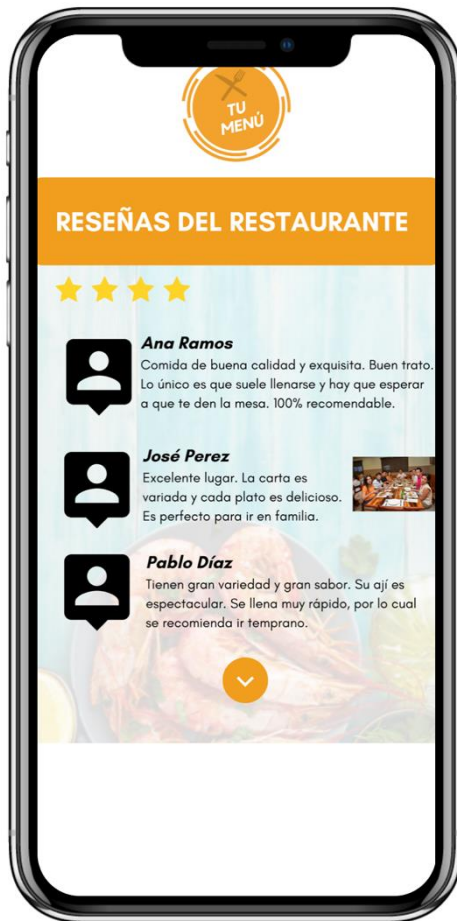 TU
MENÚ
RESEÑAS DEL RESTAURANTE
Ana Ramos
Comida de buena calidad y exquisita. Buen trato.
Lo único es que suele llenarse y hay que esperar
a que te den la mesa. 100% recomendable.
José Perez
Excelente lugar. La carta es
variada y cada plato es delicioso.
Es perfecto para ir en familia.
Pablo Díaz
Tienen gran variedad y gran sabor. Su ají es
espectacular. Se llena muy rápido, por lo cual
se recomienda ir temprano.